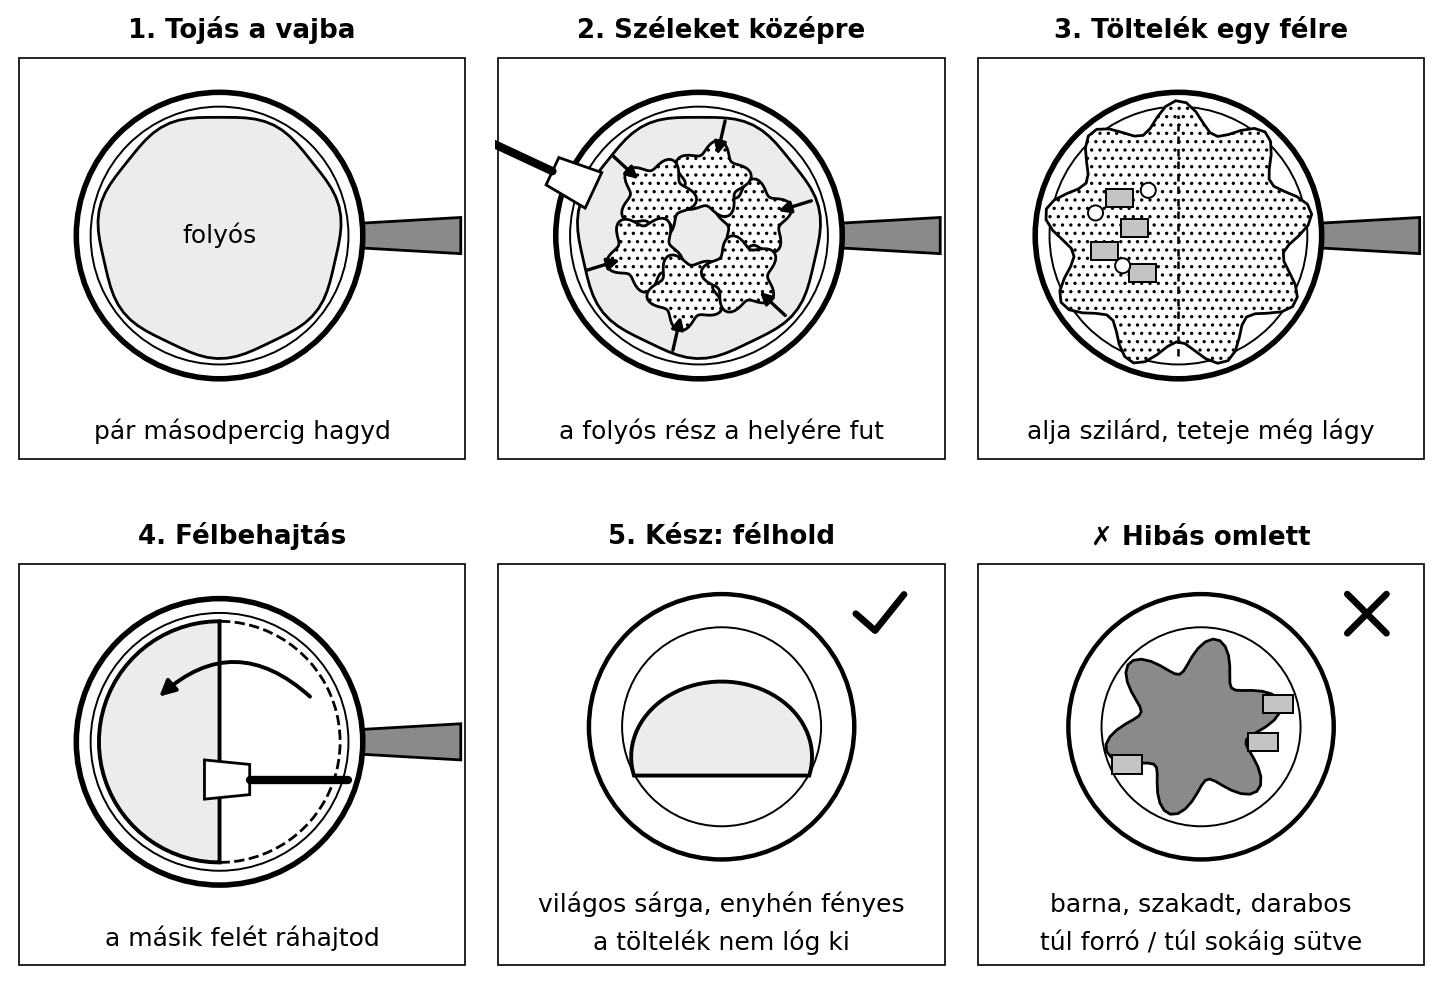 1. Tojás a vajba
2. Széleket középre
3. Töltelék egy félre
folyós
pár másodpercig hagyd
a folyós rész a helyére fut
alja szilárd, teteje még lágy
4. Félbehajtás
5. Kész: félhold
✗ Hibás omlett
a másik felét ráhajtod
világos sárga, enyhén fényes
a töltelék nem lóg ki
barna, szakadt, darabos
túl forró / túl sokáig sütve